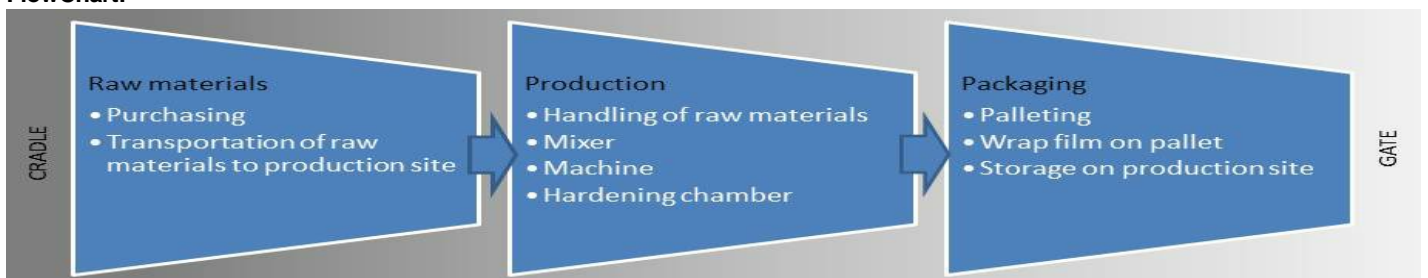 CRADLE
Raw materials
• Purchasing
• Transportation of raw
materials to production site
Production
• Handling of raw materials
• Mixer
• Machine
• Hardening chamber
Packaging
• Palleting
• Wrap film on pallet
• Storage on production site
GATE